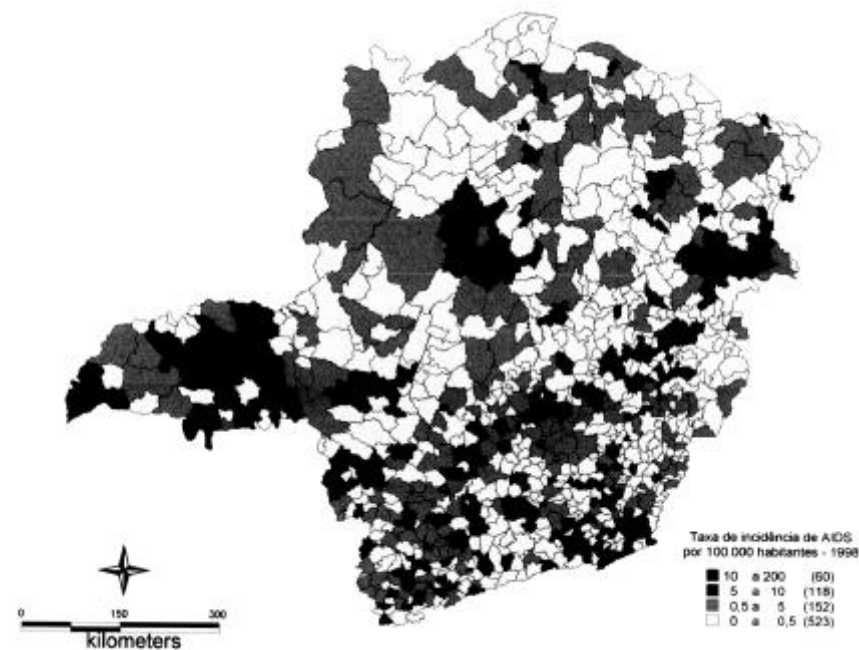 Taxa de incidência de AIDS
por 100.000 habitantes - 1998
10 a 200 (60)
5 a 10 (118)
0,5 a 5 (152)
0 a 0,5 (523)
0 150 300
kilometers